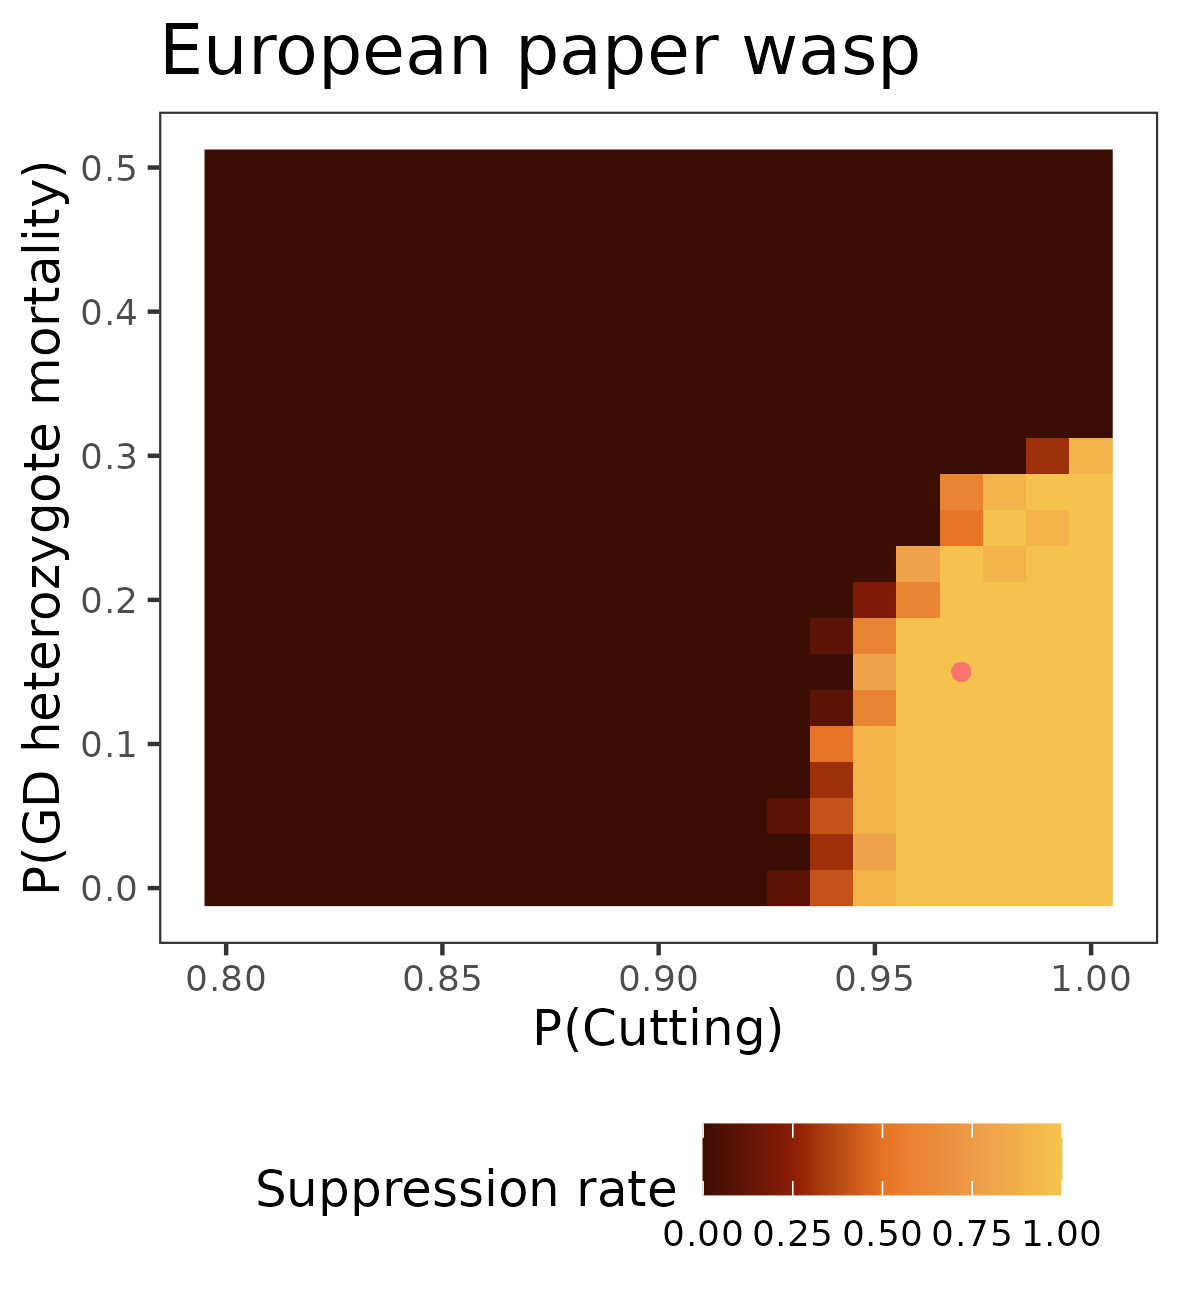 European paper wasp
P(GD heterozygote mortality)
0.5
0.4
0.3
0.2
0.1
0.0
0.80 0.85 0.90 0.95 1.00
P(Cutting)
Suppression rate
0.00 0.25 0.50 0.75 1.00